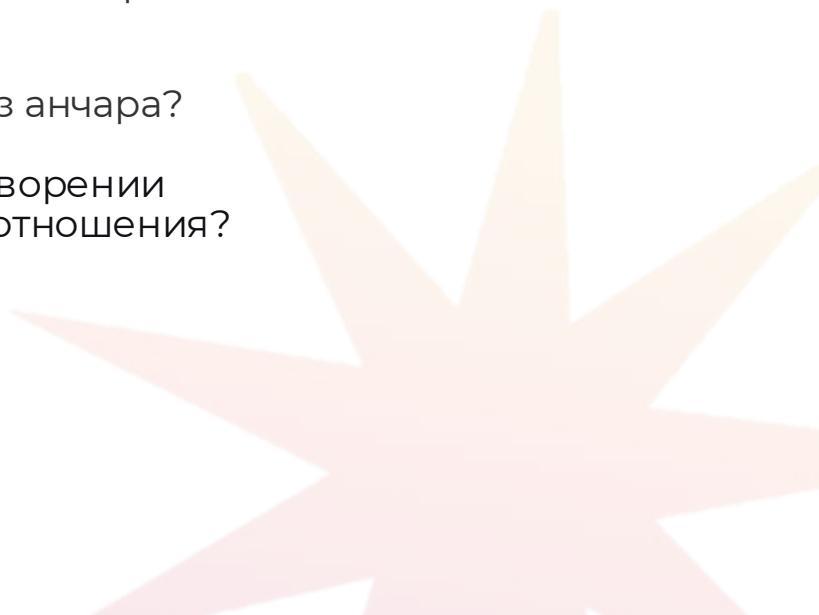 з анчара?
ворении
отношения?